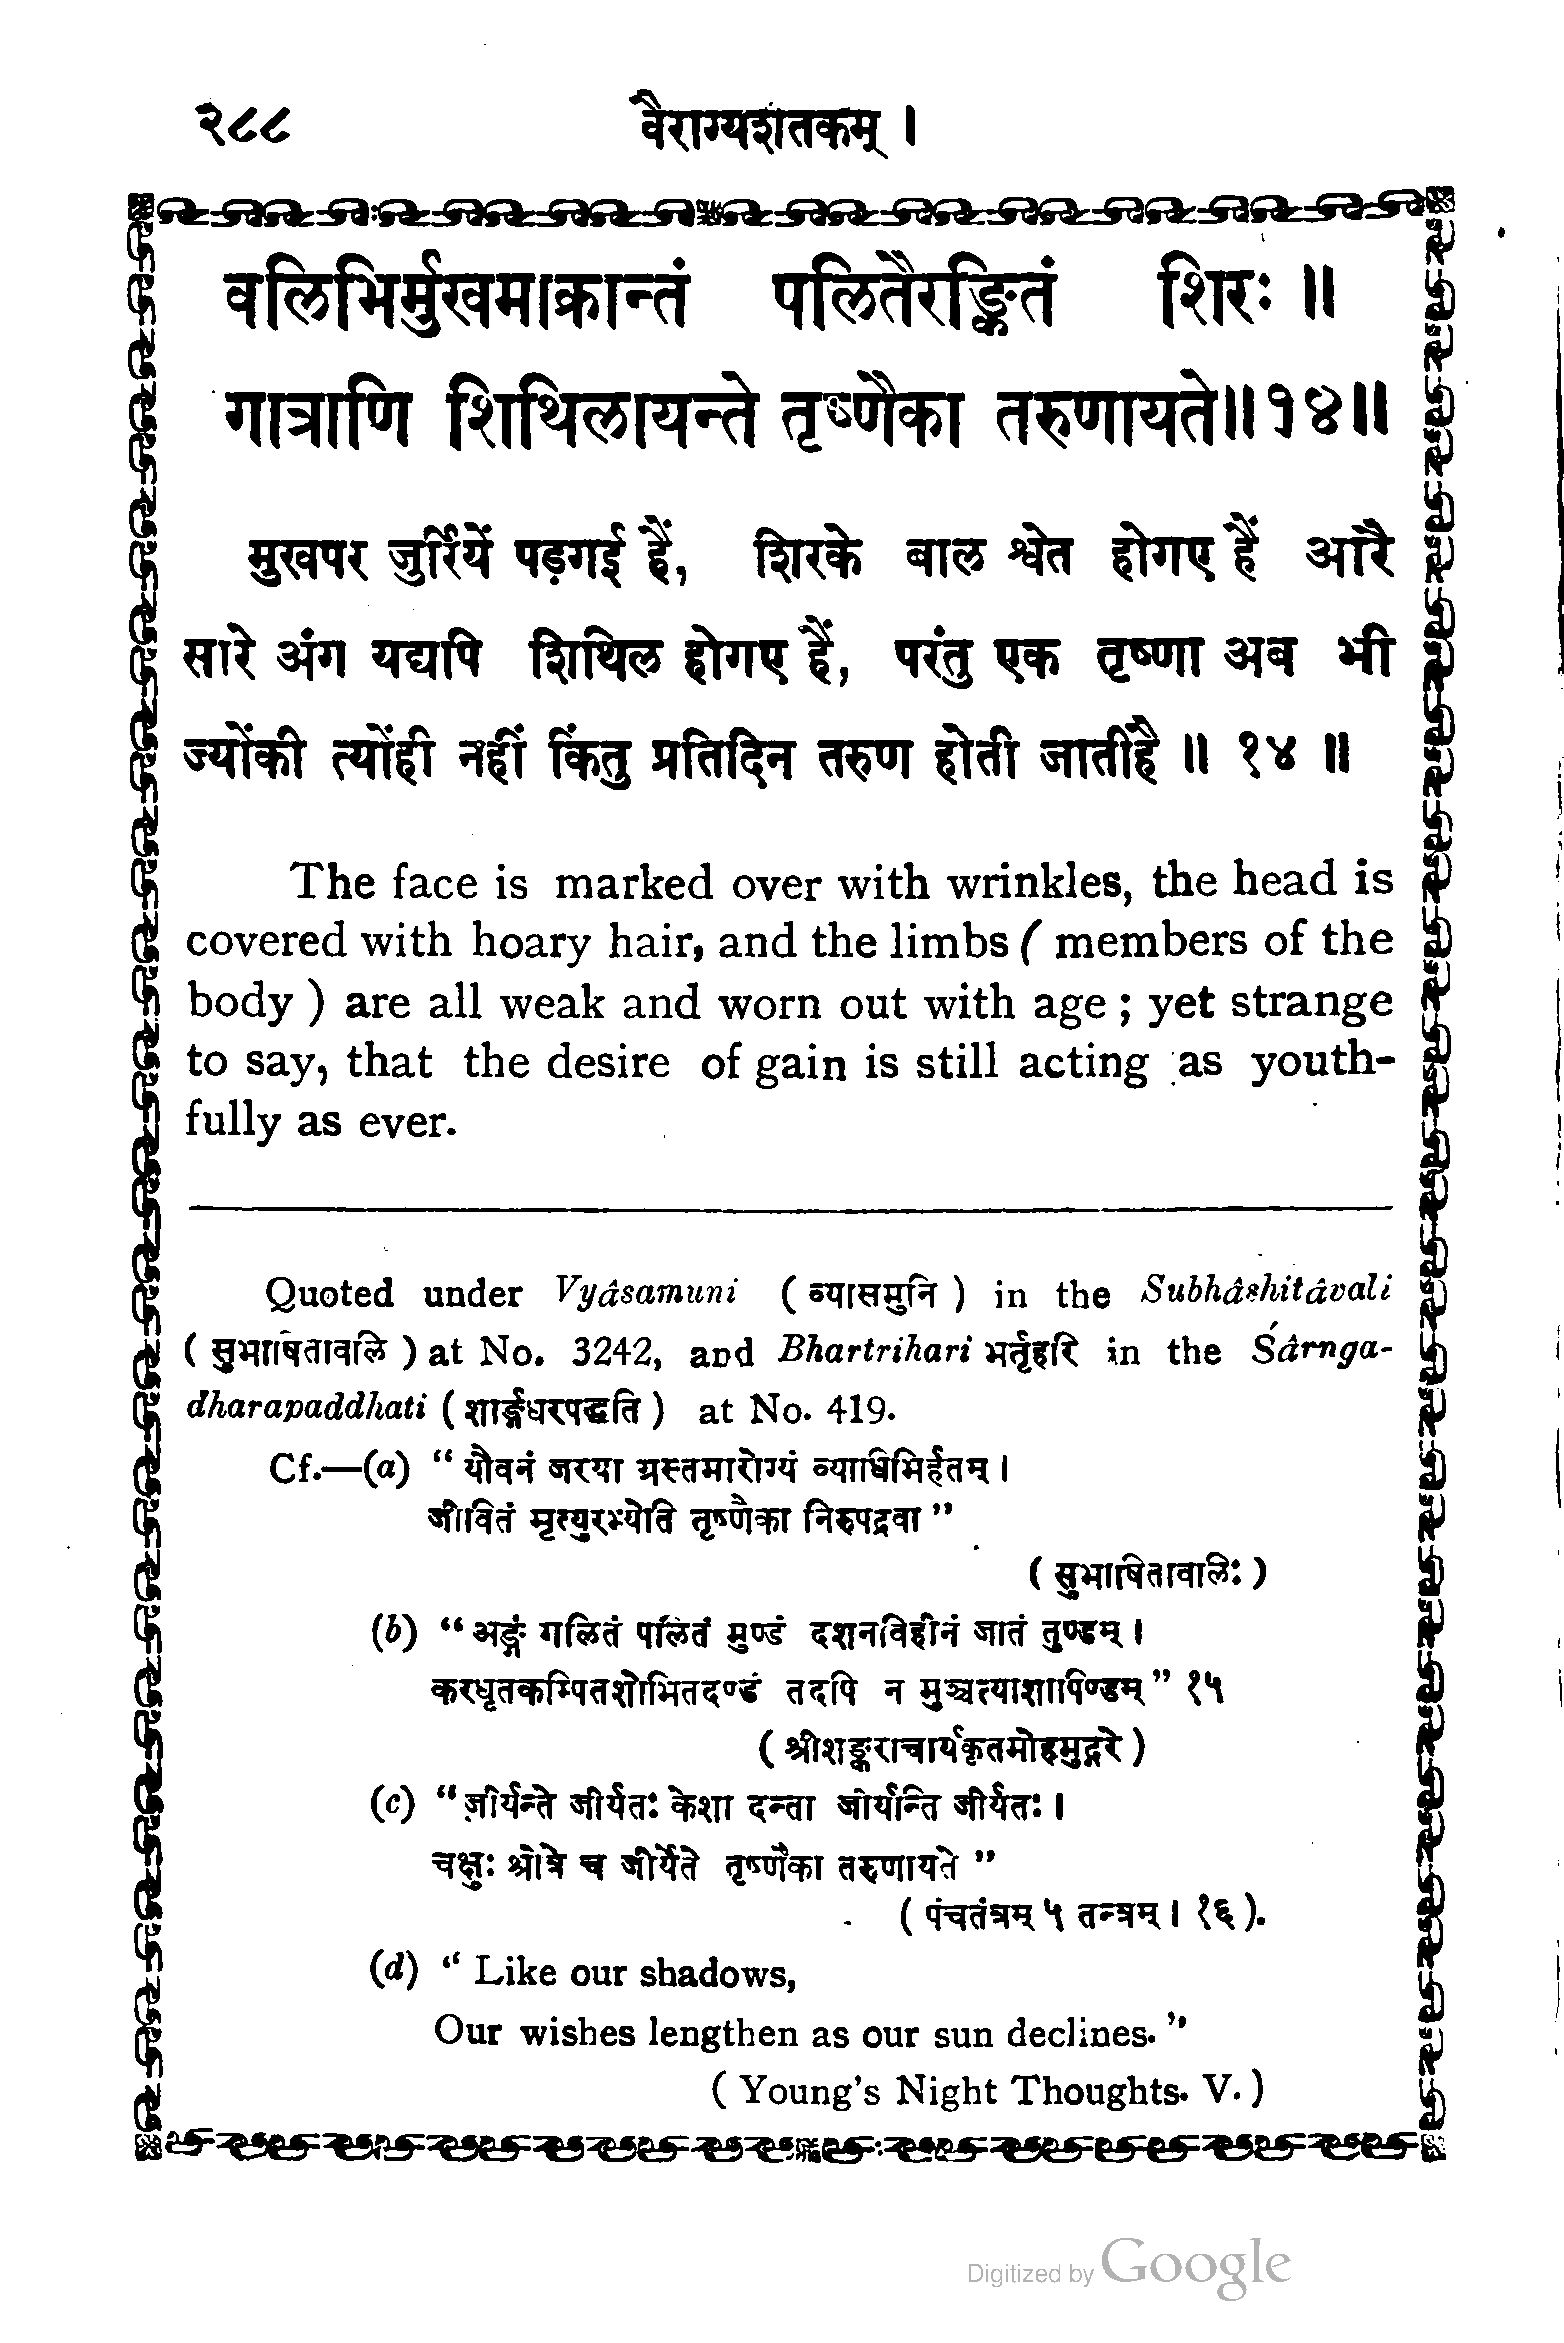 २८८ वैराग्यशतकम् ।
वलिभिर्मुखमाक्रान्तं पलितैरङ्कितं शिरः ॥
गात्राणि शिथिलायन्ते तृष्णैका तरुणायते॥१४॥
मुखपर जुर्रियें पड़गई हैं, शिरके बाल श्वेत होगए हैं आरै
सारे अंग यद्यपि शिथिल होगए हैं, परंतु एक तृष्णा अब भी
ज्योंकी त्योंही नहीं किंतु प्रतिदिन तरुण होती जातीहै ॥ १४ ॥
The face is marked over with wrinkles, the head is
covered with hoary hair, and the limbs ( members of the
body ) are all weak and worn out with age ; yet strange
to say, that the desire of gain is still acting as youth-
fully as ever.
Quoted under Vyâsamuni ( व्यासमुनि ) in the Subhâshitâvali
( सुभाषितावलि ) at No. 3242, and Bhartrihari भर्तृहरि in the Śârnga-
dharapaddhati ( शार्ङ्गधरपद्धति ) at No. 419.
Cf.—(a) “ यौवनं जरया ग्रस्तमारोग्यं व्याधिभिर्हतम् ।
जीवितं मृत्युरभ्येति तृष्णैका निरुपद्रवा ”
( सुभाषितावलिः )
(b) “ अङ्गं गलितं पलितं मुण्डं दशनविहीनं जातं तुण्डम् ।
करधृतकम्पितशोभितदण्डं तदपि न मुञ्चत्याशापिण्डम् ” १५
( श्रीशङ्कराचार्यकृतमोहमुद्गरे )
(c) “ जीर्यन्ते जीर्यतः केशा दन्ता जीर्यान्ति जीर्यतः ।
चक्षुः श्रोत्रे च जीर्येते तृष्णैका तरुणायते ”
( पंचतंत्रम् ५ तन्त्रम् । १६ ).
(d) “ Like our shadows,
Our wishes lengthen as our sun declines. ”
( Young's Night Thoughts. V. )
Digitized by Google